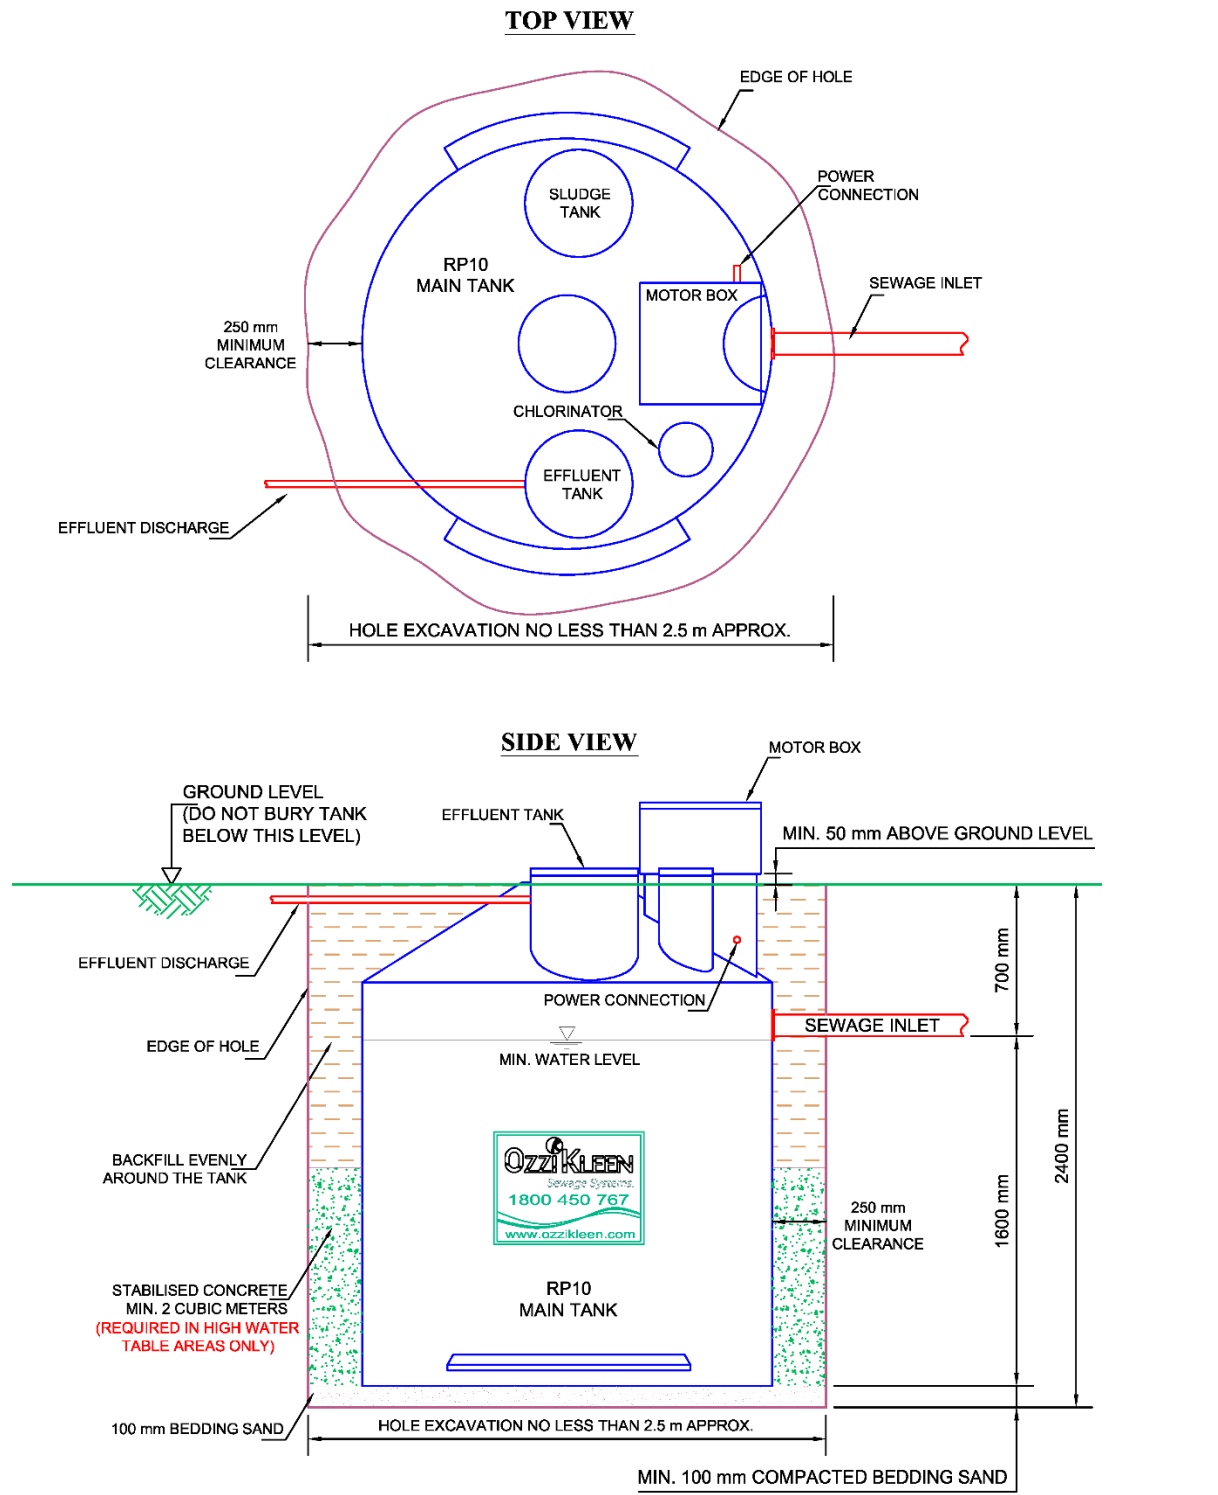 TOP VIEW
EDGE OF HOLE
POWER
CONNECTION
SLUDGE
TANK
RP10
MAIN TANK
SEWAGE INLET
MOTOR BOX
250 mm
MINIMUM
CLEARANCE
CHLORINATOR
EFFLUENT
TANK
EFFLUENT DISCHARGE
HOLE EXCAVATION NO LESS THAN 2.5 m APPROX.
SIDE VIEW
MOTOR BOX
GROUND LEVEL
(DO NOT BURY TANK
BELOW THIS LEVEL)
EFFLUENT TANK
MIN. 50 mm ABOVE GROUND LEVEL
EFFLUENT DISCHARGE
700 mm
POWER CONNECTION
SEWAGE INLET
EDGE OF HOLE
MIN. WATER LEVEL
BACKFILL EVENLY
AROUND THE TANK
OZZI KLEEN
Sewage Systems.
1800 450 767
www.ozzikleen.com
2400 mm
1600 mm
250 mm
MINIMUM
CLEARANCE
STABILISED CONCRETE
MIN. 2 CUBIC METERS
(REQUIRED IN HIGH WATER
TABLE AREAS ONLY)
RP10
MAIN TANK
100 mm BEDDING SAND
HOLE EXCAVATION NO LESS THAN 2.5 m APPROX.
MIN. 100 mm COMPACTED BEDDING SAND